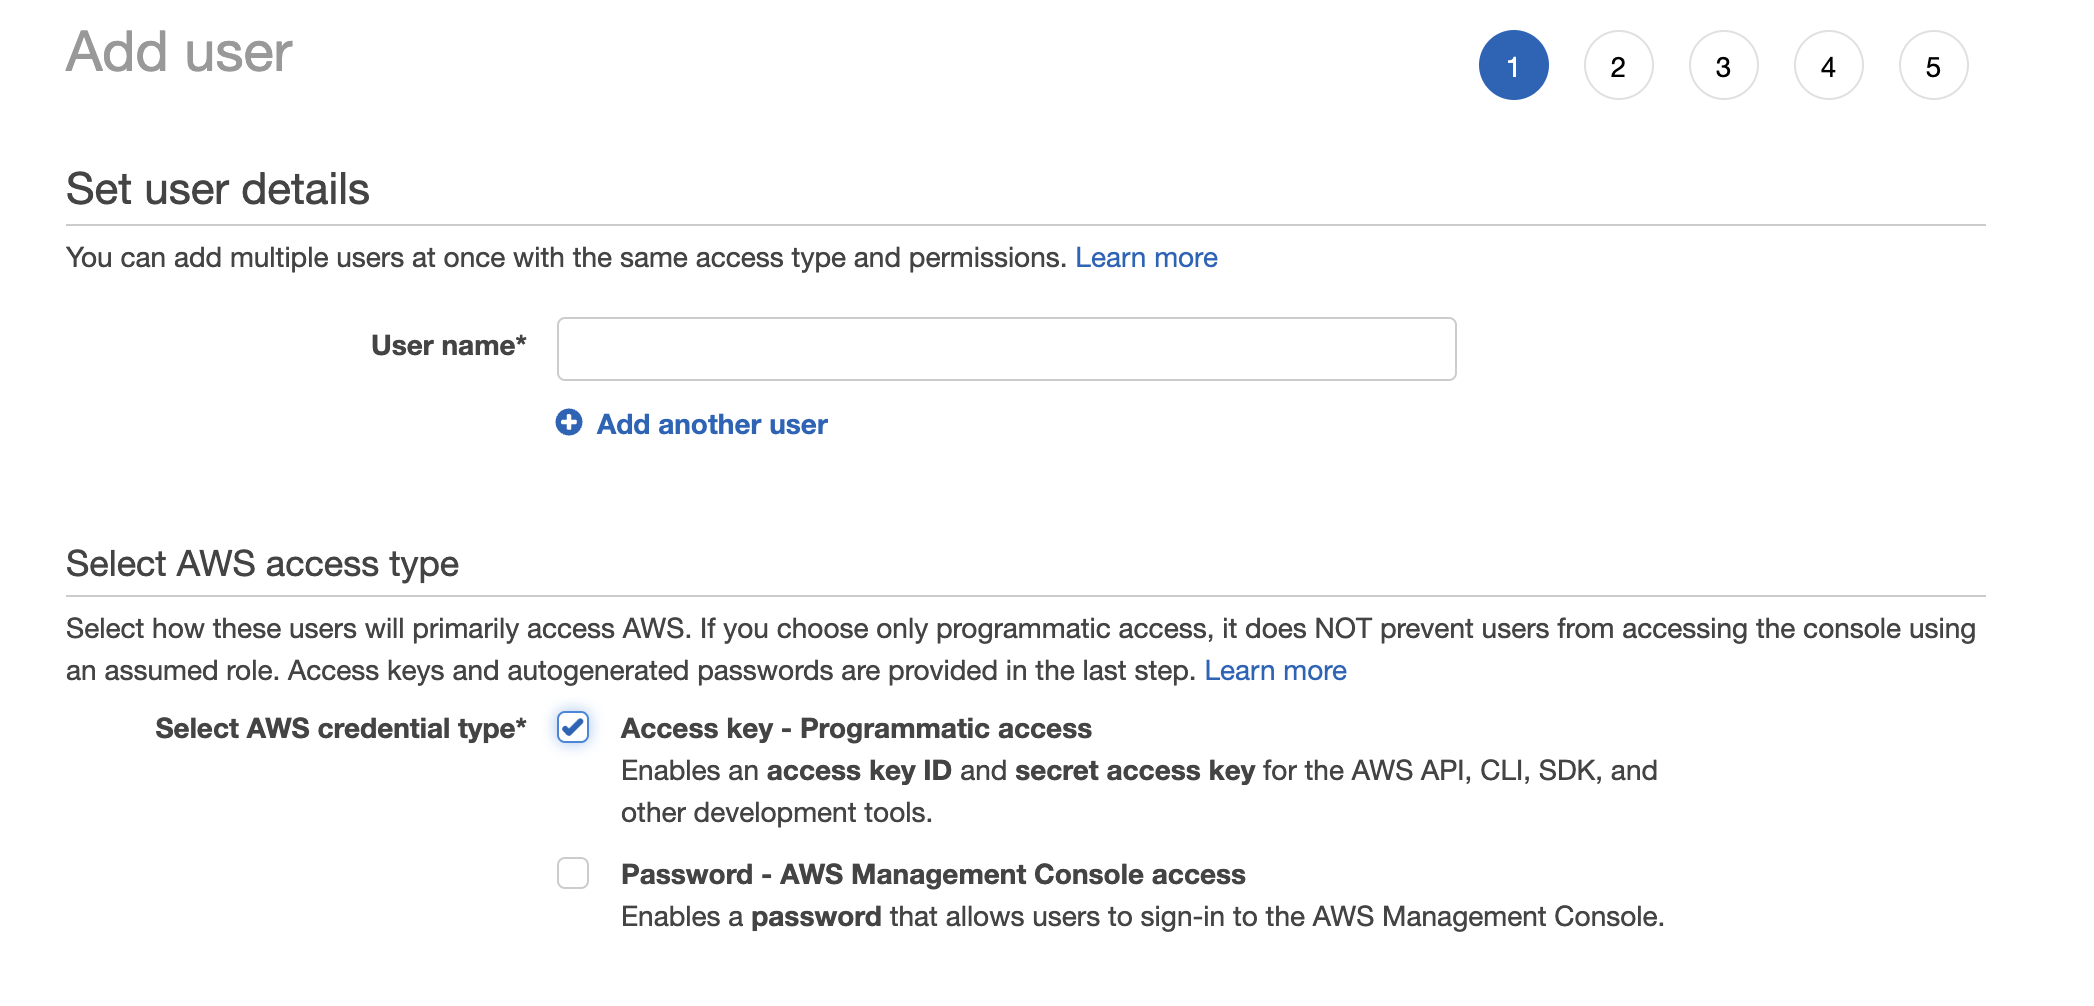 Add user
1 2 3 4 5
Set user details
You can add multiple users at once with the same access type and permissions. Learn more
User name*
Add another user
Select AWS access type
Select how these users will primarily access AWS. If you choose only programmatic access, it does NOT prevent users from accessing the console using
an assumed role. Access keys and autogenerated passwords are provided in the last step. Learn more
Select AWS credential type* Access key - Programmatic access
Enables an access key ID and secret access key for the AWS API, CLI, SDK, and
other development tools.
Password - AWS Management Console access
Enables a password that allows users to sign-in to the AWS Management Console.